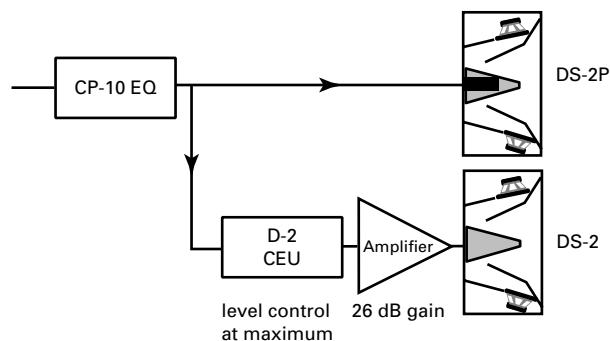 CP-10 EQ
DS-2P
D-2
CEU
Amplifier
DS-2
level control
at maximum
26 dB gain